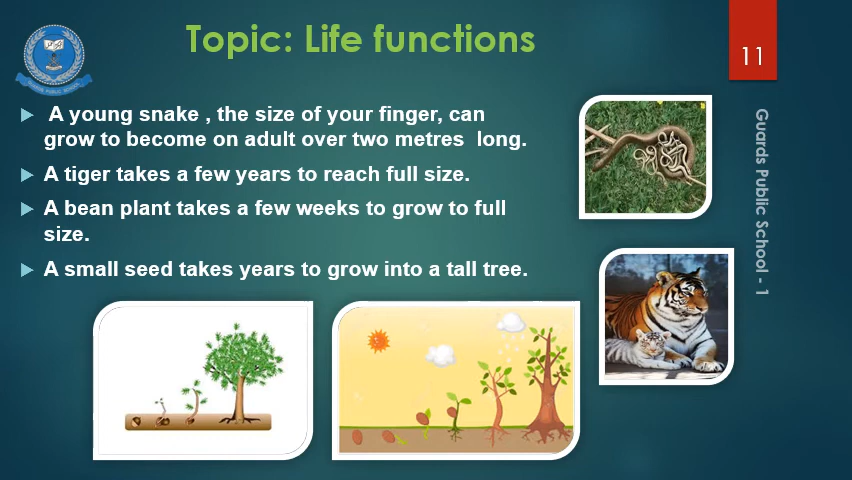 Topic: Life functions
11
A young snake , the size of your finger, can
grow to become on adult over two metres long.
A tiger takes a few years to reach full size.
A bean plant takes a few weeks to grow to full
size.
A small seed takes years to grow into a tall tree.
Guards Public School - 1